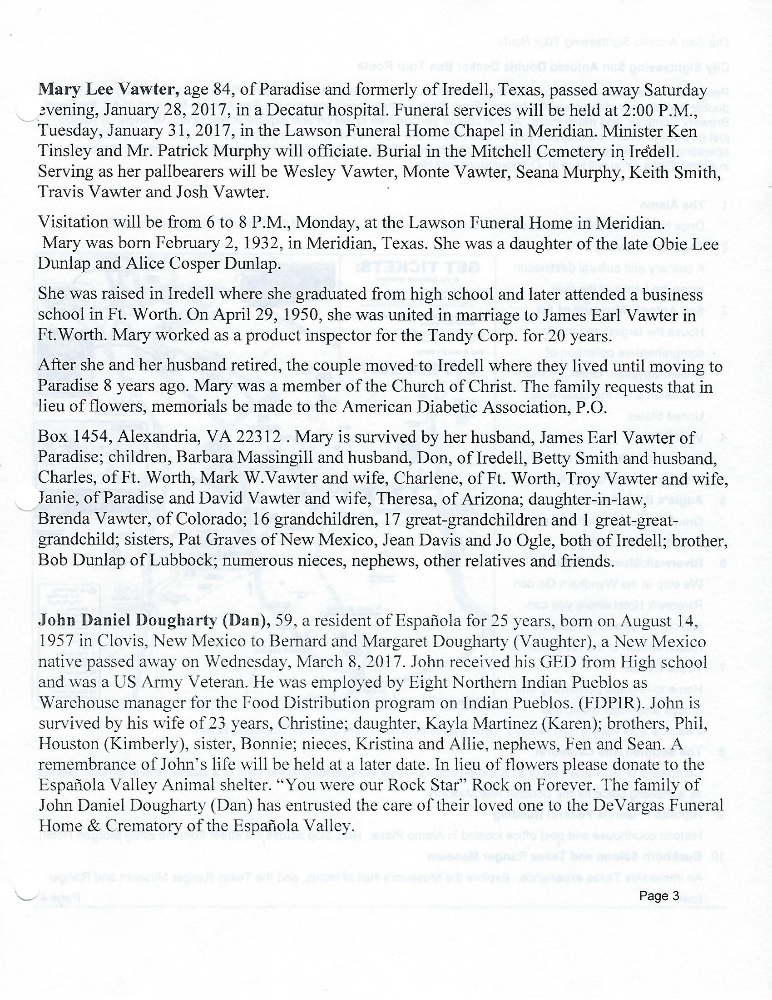 Mary Lee Vawter, age 84, of Paradise and formerly of Iredell, Texas, passed away Saturday
evening, January 28, 2017, in a Decatur hospital. Funeral services will be held at 2:00 P.M.,
Tuesday, January 31, 2017, in the Lawson Funeral Home Chapel in Meridian. Minister Ken
Tinsley and Mr. Patrick Murphy will officiate. Burial in the Mitchell Cemetery in Iredell.
Serving as her pallbearers will be Wesley Vawter, Monte Vawter, Seana Murphy, Keith Smith,
Travis Vawter and Josh Vawter.
Visitation will be from 6 to 8 P.M., Monday, at the Lawson Funeral Home in Meridian.
Mary was born February 2, 1932, in Meridian, Texas. She was a daughter of the late Obie Lee
Dunlap and Alice Cosper Dunlap.
She was raised in Iredell where she graduated from high school and later attended a business
school in Ft. Worth. On April 29, 1950, she was united in marriage to James Earl Vawter in
Ft. Worth. Mary worked as a product inspector for the Tandy Corp. for 20 years.
After she and her husband retired, the couple moved to Iredell where they lived until moving to
Paradise 8 years ago. Mary was a member of the Church of Christ. The family requests that in
lieu of flowers, memorials be made to the American Diabetic Association, P.O.
Box 1454, Alexandria, VA 22312 . Mary is survived by her husband, James Earl Vawter of
Paradise; children, Barbara Massingill and husband, Don, of Iredell, Betty Smith and husband,
Charles, of Ft. Worth, Mark W.Vawter and wife, Charlene, of Ft. Worth, Troy Vawter and wife,
Janie, of Paradise and David Vawter and wife, Theresa, of Arizona; daughter-in-law,
Brenda Vawter, of Colorado; 16 grandchildren, 17 great-grandchildren and 1 great-great-
grandchild; sisters, Pat Graves of New Mexico, Jean Davis and Jo Ogle, both of Iredell; brother,
Bob Dunlap of Lubbock; numerous nieces, nephews, other relatives and friends.
John Daniel Dougharty (Dan), 59, a resident of Española for 25 years, born on August 14,
1957 in Clovis, New Mexico to Bernard and Margaret Dougharty (Vaughter), a New Mexico
native passed away on Wednesday, March 8, 2017. John received his GED from High school
and was a US Army Veteran. He was employed by Eight Northern Indian Pueblos as
Warehouse manager for the Food Distribution program on Indian Pueblos. (FDPIR). John is
survived by his wife of 23 years, Christine; daughter, Kayla Martinez (Karen); brothers, Phil,
Houston (Kimberly), sister, Bonnie; nieces, Kristina and Allie, nephews, Fen and Sean. A
remembrance of John's life will be held at a later date. In lieu of flowers please donate to the
Española Valley Animal shelter. “You were our Rock Star” Rock on Forever. The family of
John Daniel Dougharty (Dan) has entrusted the care of their loved one to the DeVargas Funeral
Home & Crematory of the Española Valley.
Page 3